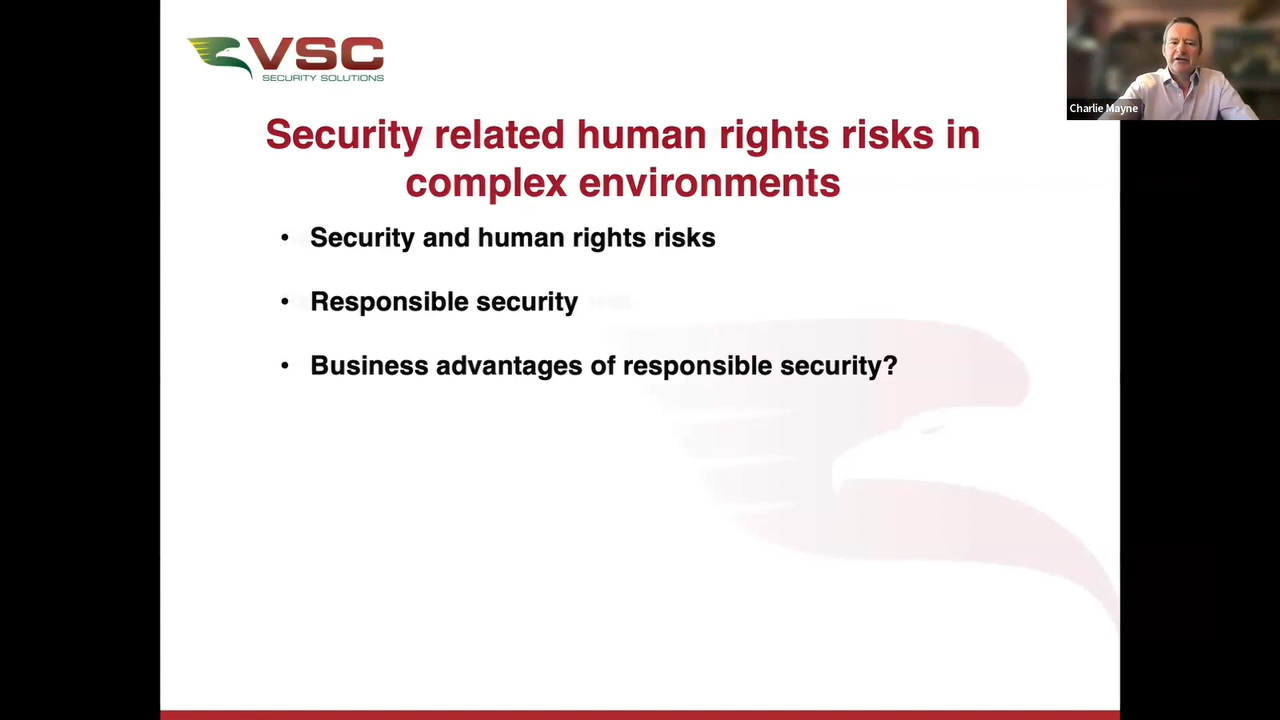 VSC
SECURITY SOLUTIONS
Charlie Mayne
Security related human rights risks in
complex environments
• Security and human rights risks
• Responsible security
• Business advantages of responsible security?